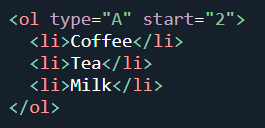 <ol type="A" start="2">
  <li>Coffee</li>
  <li>Tea</li>
  <li>Milk</li>
</ol>